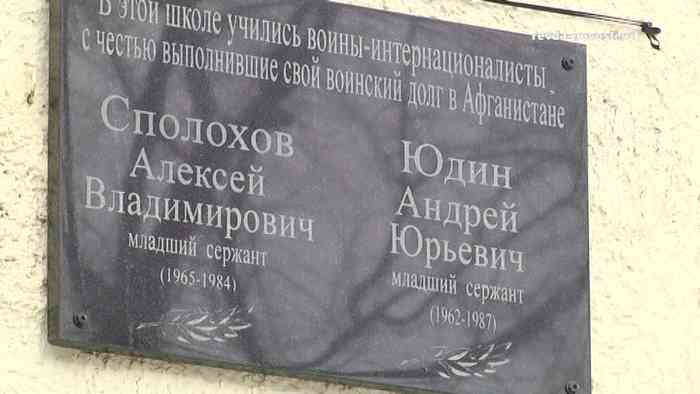 В этой школе учились воины-интернационалисты
с честью выполнившие свой воинский долг в Афганистане
Сполохов
Алексей
Владимирович
младший сержант
(1965-1984)
Юдин
Андрей
Юрьевич
младший сержант
(1962-1987)